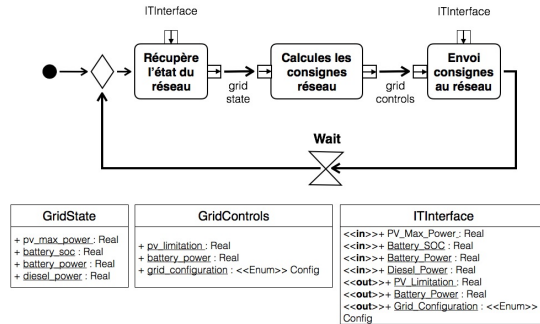 ITInterface
ITInterface
Récupère
l'état du
réseau
grid
state
Calcules les
consignes
réseau
grid
controls
Envoi
consignes
au réseau
Wait
GridState
+ pv_max_power : Real
+ battery_soc : Real
+ battery_power : Real
+ diesel_power : Real
GridControls
+ pv_limitation : Real
+ battery_power : Real
+ grid_configuration : <<Enum>> Config
ITInterface
<<in>>+ PV_Max_Power : Real
<<in>>+ Battery_SOC : Real
<<in>>+ Battery_Power : Real
<<in>>+ Diesel_Power : Real
<<out>>+ PV_Limitation : Real
<<out>>+ Battery_Power : Real
<<out>>+ Grid_Configuration : <<Enum>>
Config